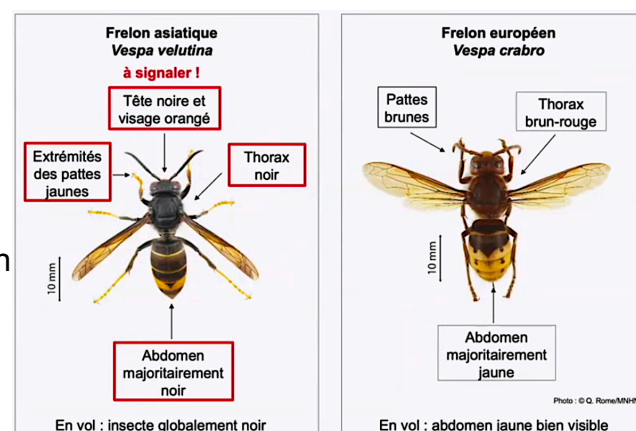 Frelon asiatique
Vespa velutina
à signaler !
Tête noire et
visage orangé
Extrémités
des pattes
jaunes
Thorax
noir
10 mm
Abdomen
majoritairement
noir
En vol : insecte globalement noir
Frelon européen
Vespa crabro
Pattes
brunes
Thorax
brun-rouge
10 mm
Abdomen
majoritairement
jaune
Photo : © Q. Rome/MNHN
En vol : abdomen jaune bien visible